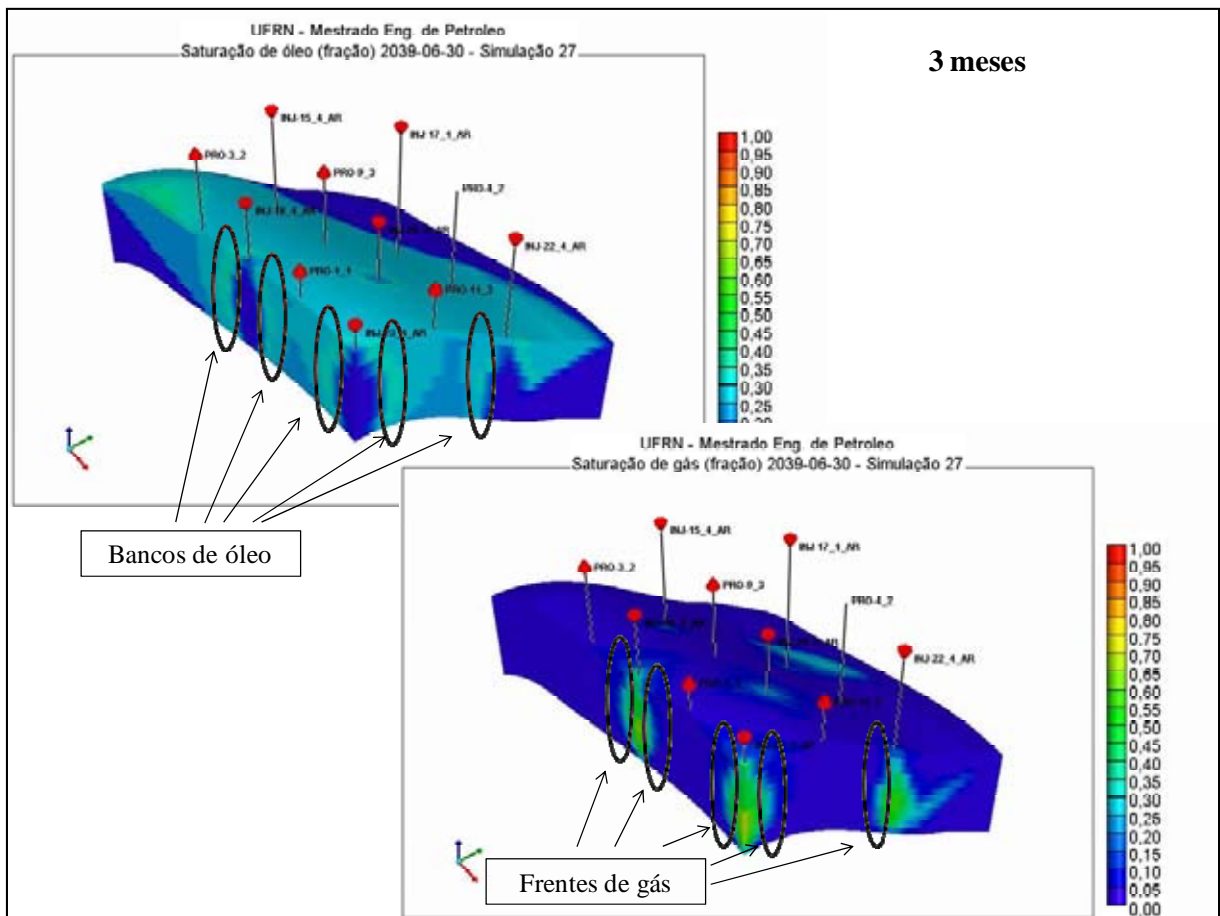 UFRN - Mestrado Eng. de Petroleo
Saturação de óleo (fração) 2039-06-30 - Simulação 27
3 meses
INJ-15_4_AR
INJ-17_1_AR
PRO-3_2
PRO-9_3
PRO-4_2
INJ-22_4_AR
PRO-1_1
PRO-11_3
1,00
0,95
0,90
0,85
0,80
0,75
0,70
0,65
0,60
0,55
0,50
0,45
0,40
0,35
0,30
0,25
0,20
Bancos de óleo
UFRN - Mestrado Eng. de Petroleo
Saturação de gás (fração) 2039-06-30 - Simulação 27
INJ-15_4_AR
INJ-17_1_AR
PRO-3_2
PRO-9_3
PRO-4_2
INJ-22_4_AR
1,00
0,95
0,90
0,85
0,80
0,75
0,70
0,65
0,60
0,55
0,50
0,45
0,40
0,35
0,30
0,25
0,20
0,15
0,10
0,05
0,00
Frentes de gás